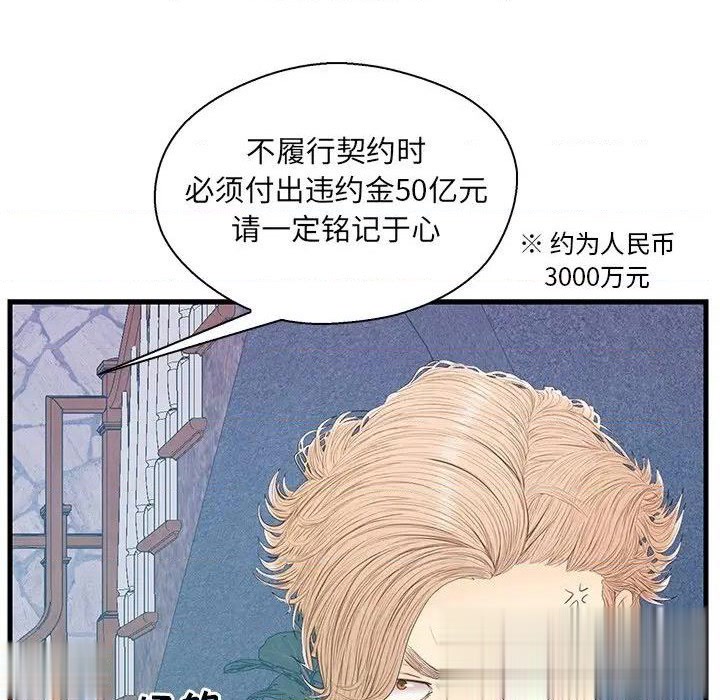 不履行契约时
必须付出违约金50亿元
请一定铭记于心
※ 约为人民币
3000万元